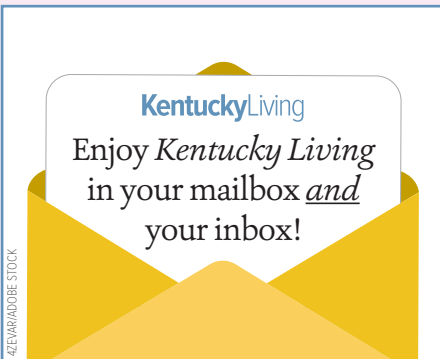 KentuckyLiving
Enjoy Kentucky Living
in your mailbox and
your inbox!
4ZEVAR/ADOBE STOCK